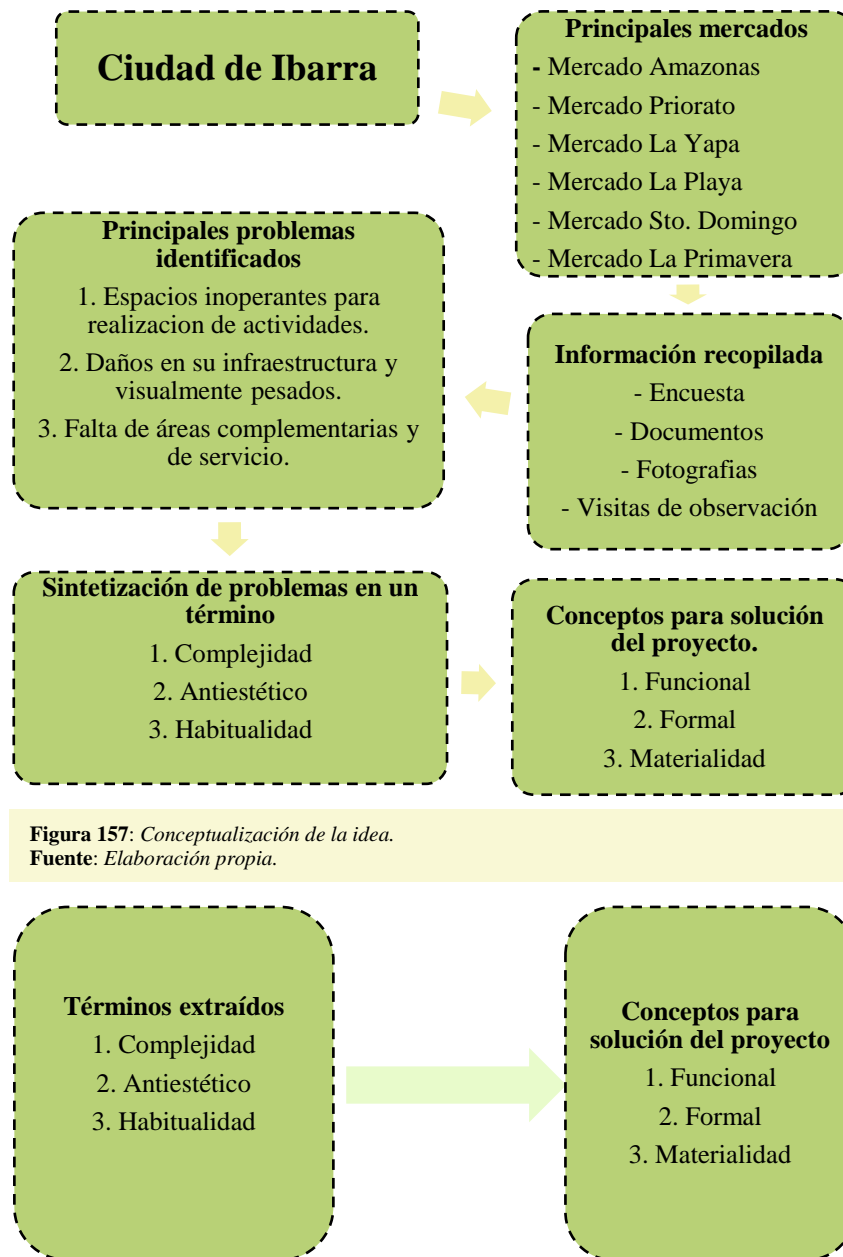 Ciudad de Ibarra
Principales mercados
- Mercado Amazonas
- Mercado Priorato
- Mercado La Yapa
- Mercado La Playa
- Mercado Sto. Domingo
- Mercado La Primavera
Información recopilada
- Encuesta
- Documentos
- Fotografias
- Visitas de observación
Principales problemas
identificados
1. Espacios inoperantes para
realizacion de actividades.
2. Daños en su infraestructura y
visualmente pesados.
3. Falta de áreas complementarias y
de servicio.
Sintetización de problemas en un
término
1. Complejidad
2. Antiestético
3. Habitualidad
Conceptos para solución
del proyecto.
1. Funcional
2. Formal
3. Materialidad
Figura 157: Conceptualización de la idea.
Fuente: Elaboración propia.
Términos extraídos
1. Complejidad
2. Antiestético
3. Habitualidad
Conceptos para
solución del proyecto
1. Funcional
2. Formal
3. Materialidad